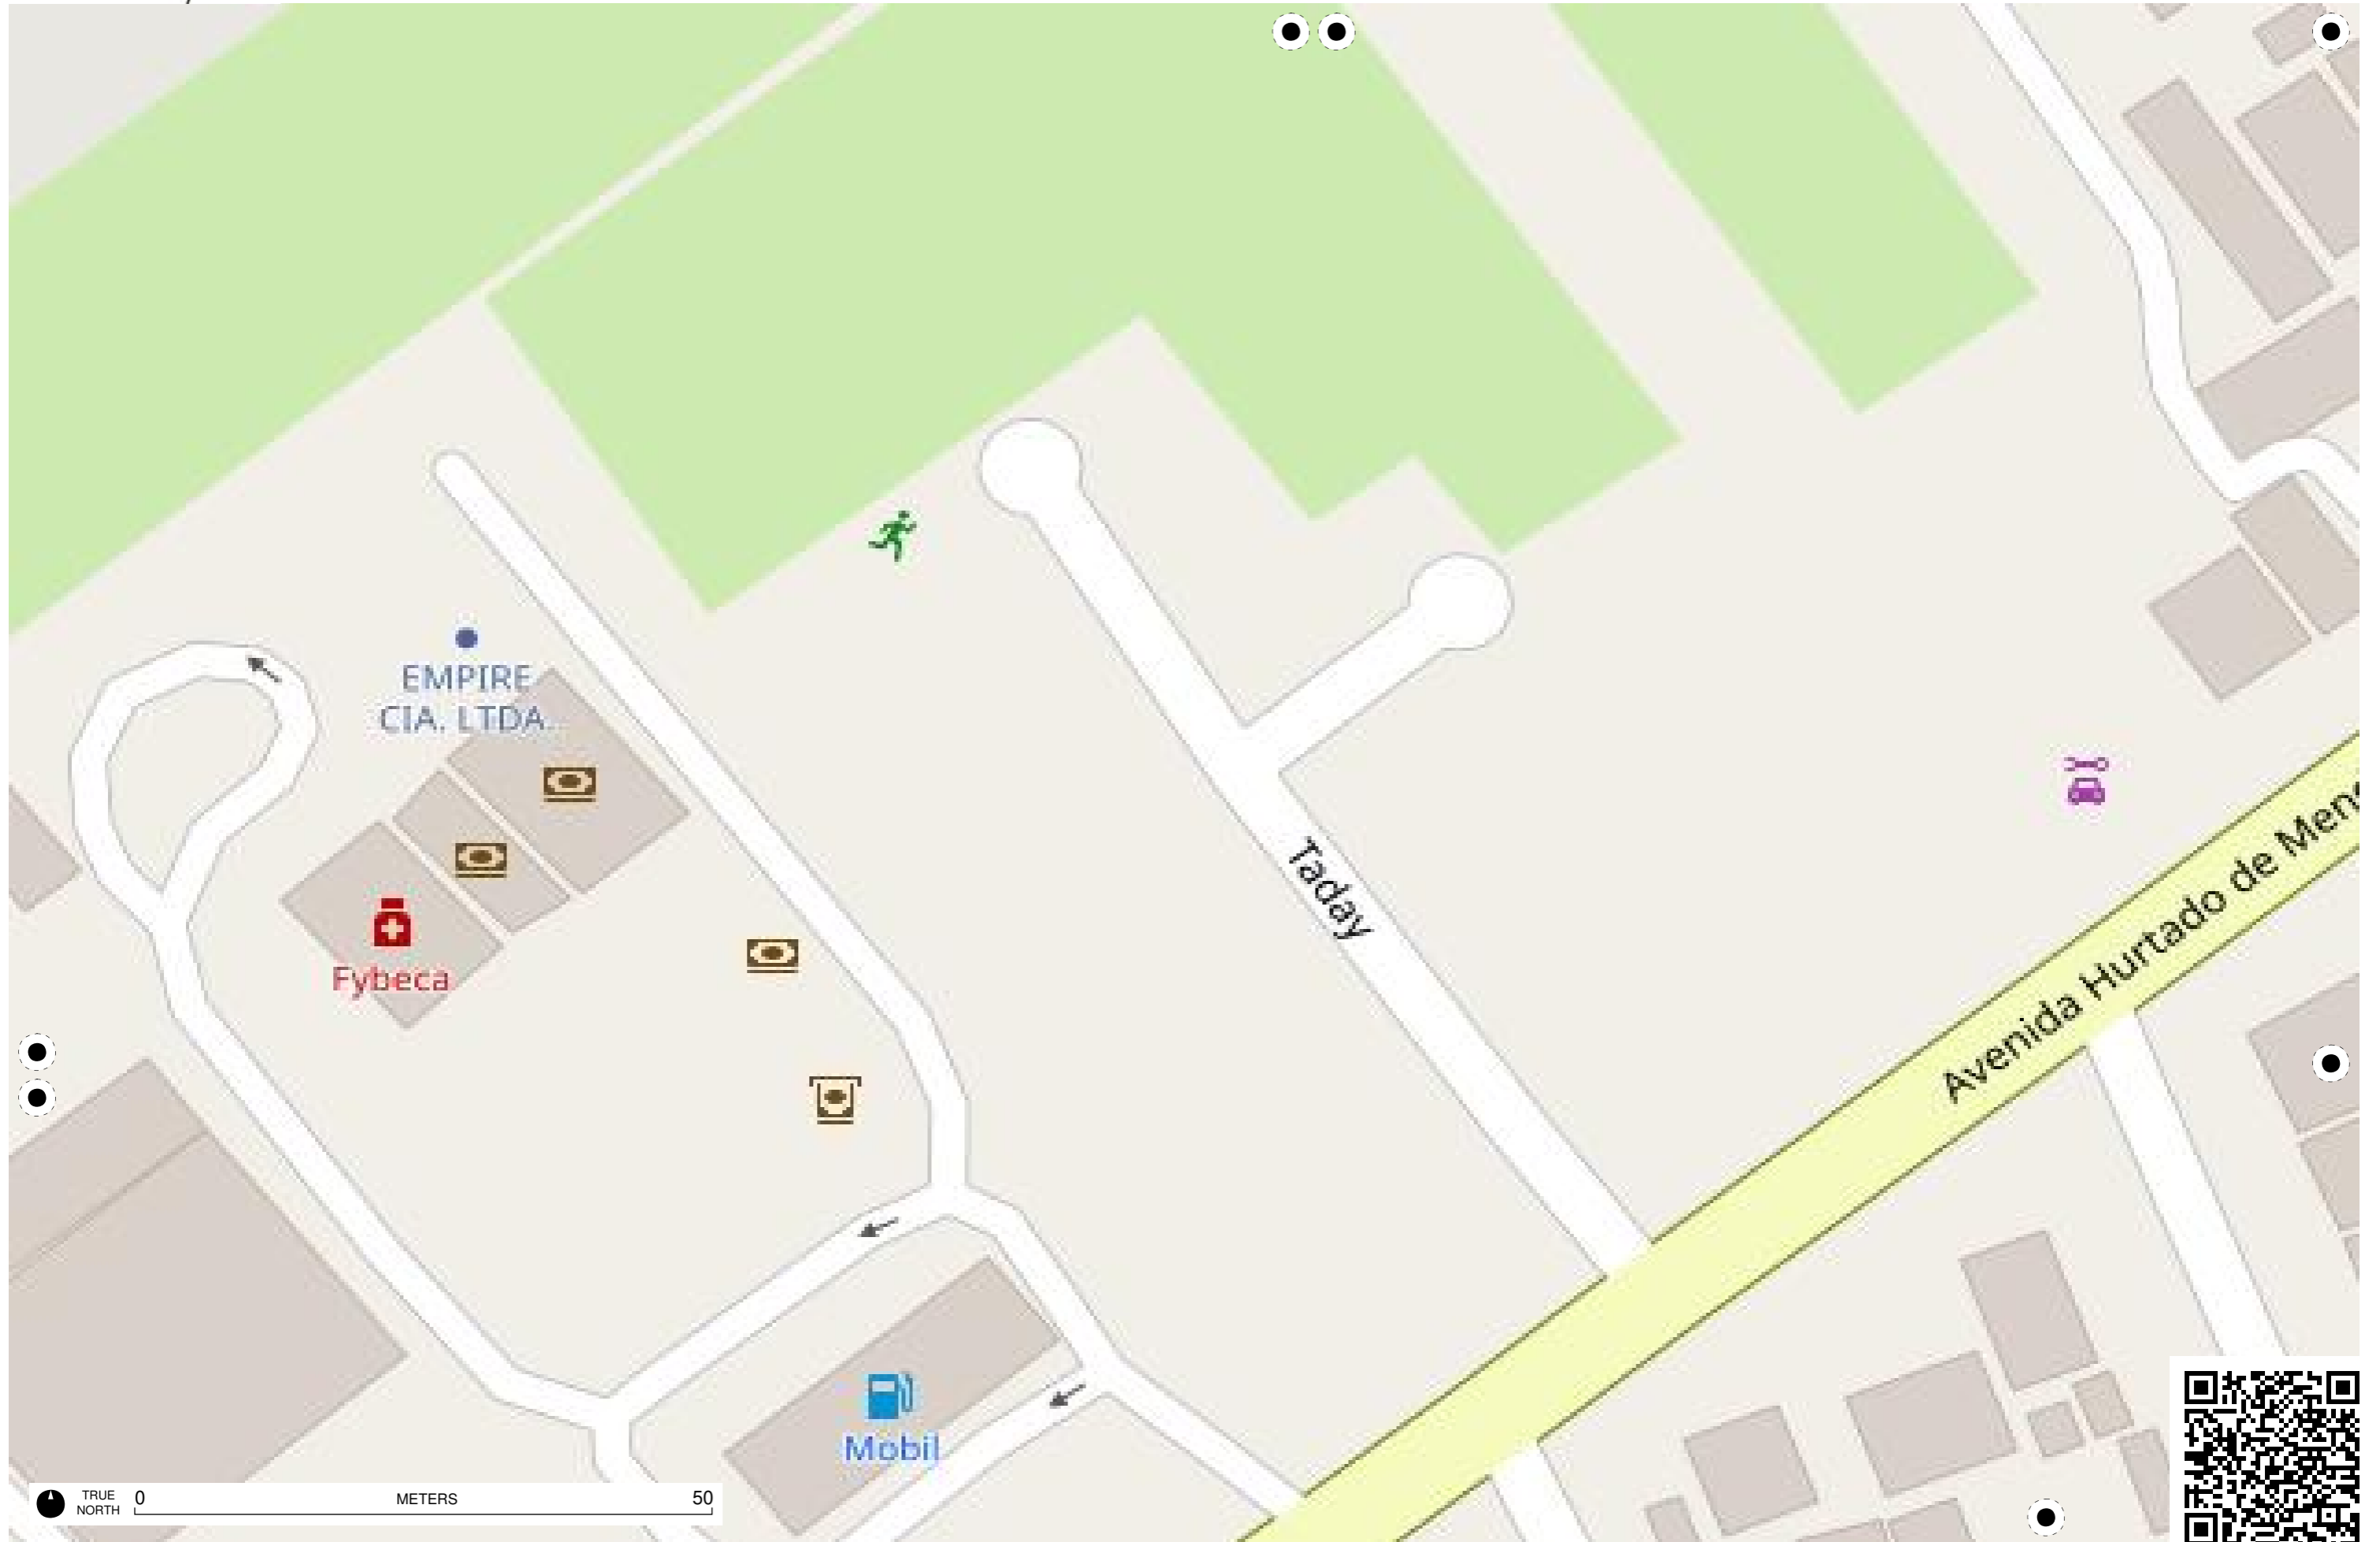 EMPIRE
CIA. LTDA.
Fybeca
Taday
Avenida Hurtado de Men
Mobil
TRUE
NORTH
0
METERS
50